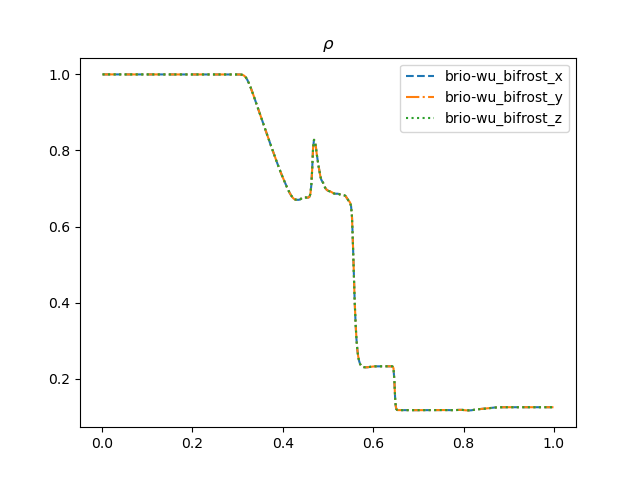 ρ
brio-wu_bifrost_x
brio-wu_bifrost_y
brio-wu_bifrost_z
1.0
0.8
0.6
0.4
0.2
0.0 0.2 0.4 0.6 0.8 1.0